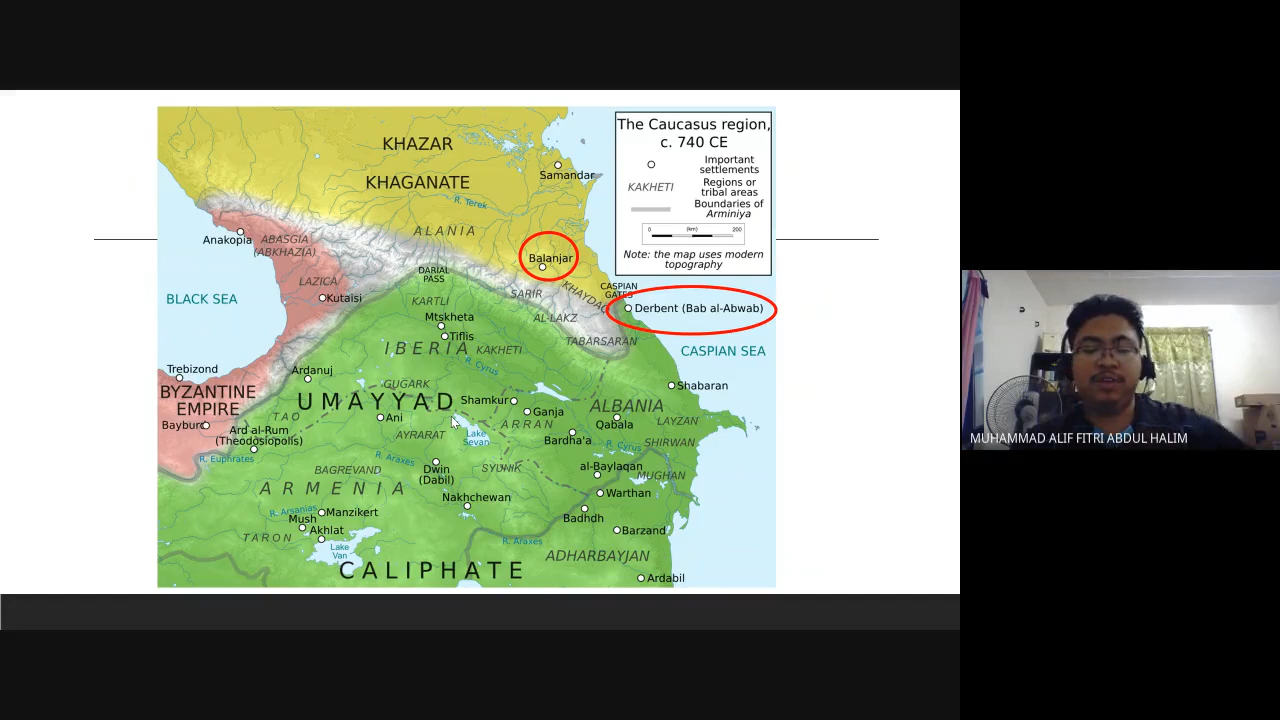 The Caucasus region,
c. 740 CE
Important
settlements
KAKHETI
Regions or
tribal areas
Boundaries of
Arminiya
0 (km) 200
Note: the map uses modern
topography
KHAZAR
KHAGANATE
Samandar
R. Terek
ALANIA
Anakopia
ABASGIA
(ABKHAZIA)
Balanjar
DARIAL
PASS
LAZICA
BLACK SEA
Kutaisi
KARTLI
SARIR
KHAYDAQ
CASPIAN
GATES
Derbent (Bab al-Abwab)
Mtskheta
AL-LAKZ
Tiflis
TABARSARAN
IBERIA
KAKHETI
CASPIAN SEA
R. Cyrus
Trebizond
Ardanuj
GUGARK
Shabaran
BYZANTINE
EMPIRE
UMAYYAD
Shamkur
Ganja
ALBANIA
TAO
Ani
ARRAN
Qabala
LAYZAN
Bayburt
Ard al-Rum
(Theodosiopolis)
AYRARAT
Lake
Sevan
Bardha'a
R. Cyrus
SHIRWAN
R. Euphrates
R. Araxes
BAGREVAND
Dwin
(Dabil)
SYUNIK
al-Baylaqan
MUGHAN
ARMENIA
Nakhchewan
Warthan
R. Arsanias
Manzikert
Mush
Akhlat
Badhdh
Barzand
TARON
Lake
Van
R. Araxes
ADHARBAYJAN
CALIPHATE
Ardabil
MUHAMMAD ALIF FITRI ABDUL HALIM